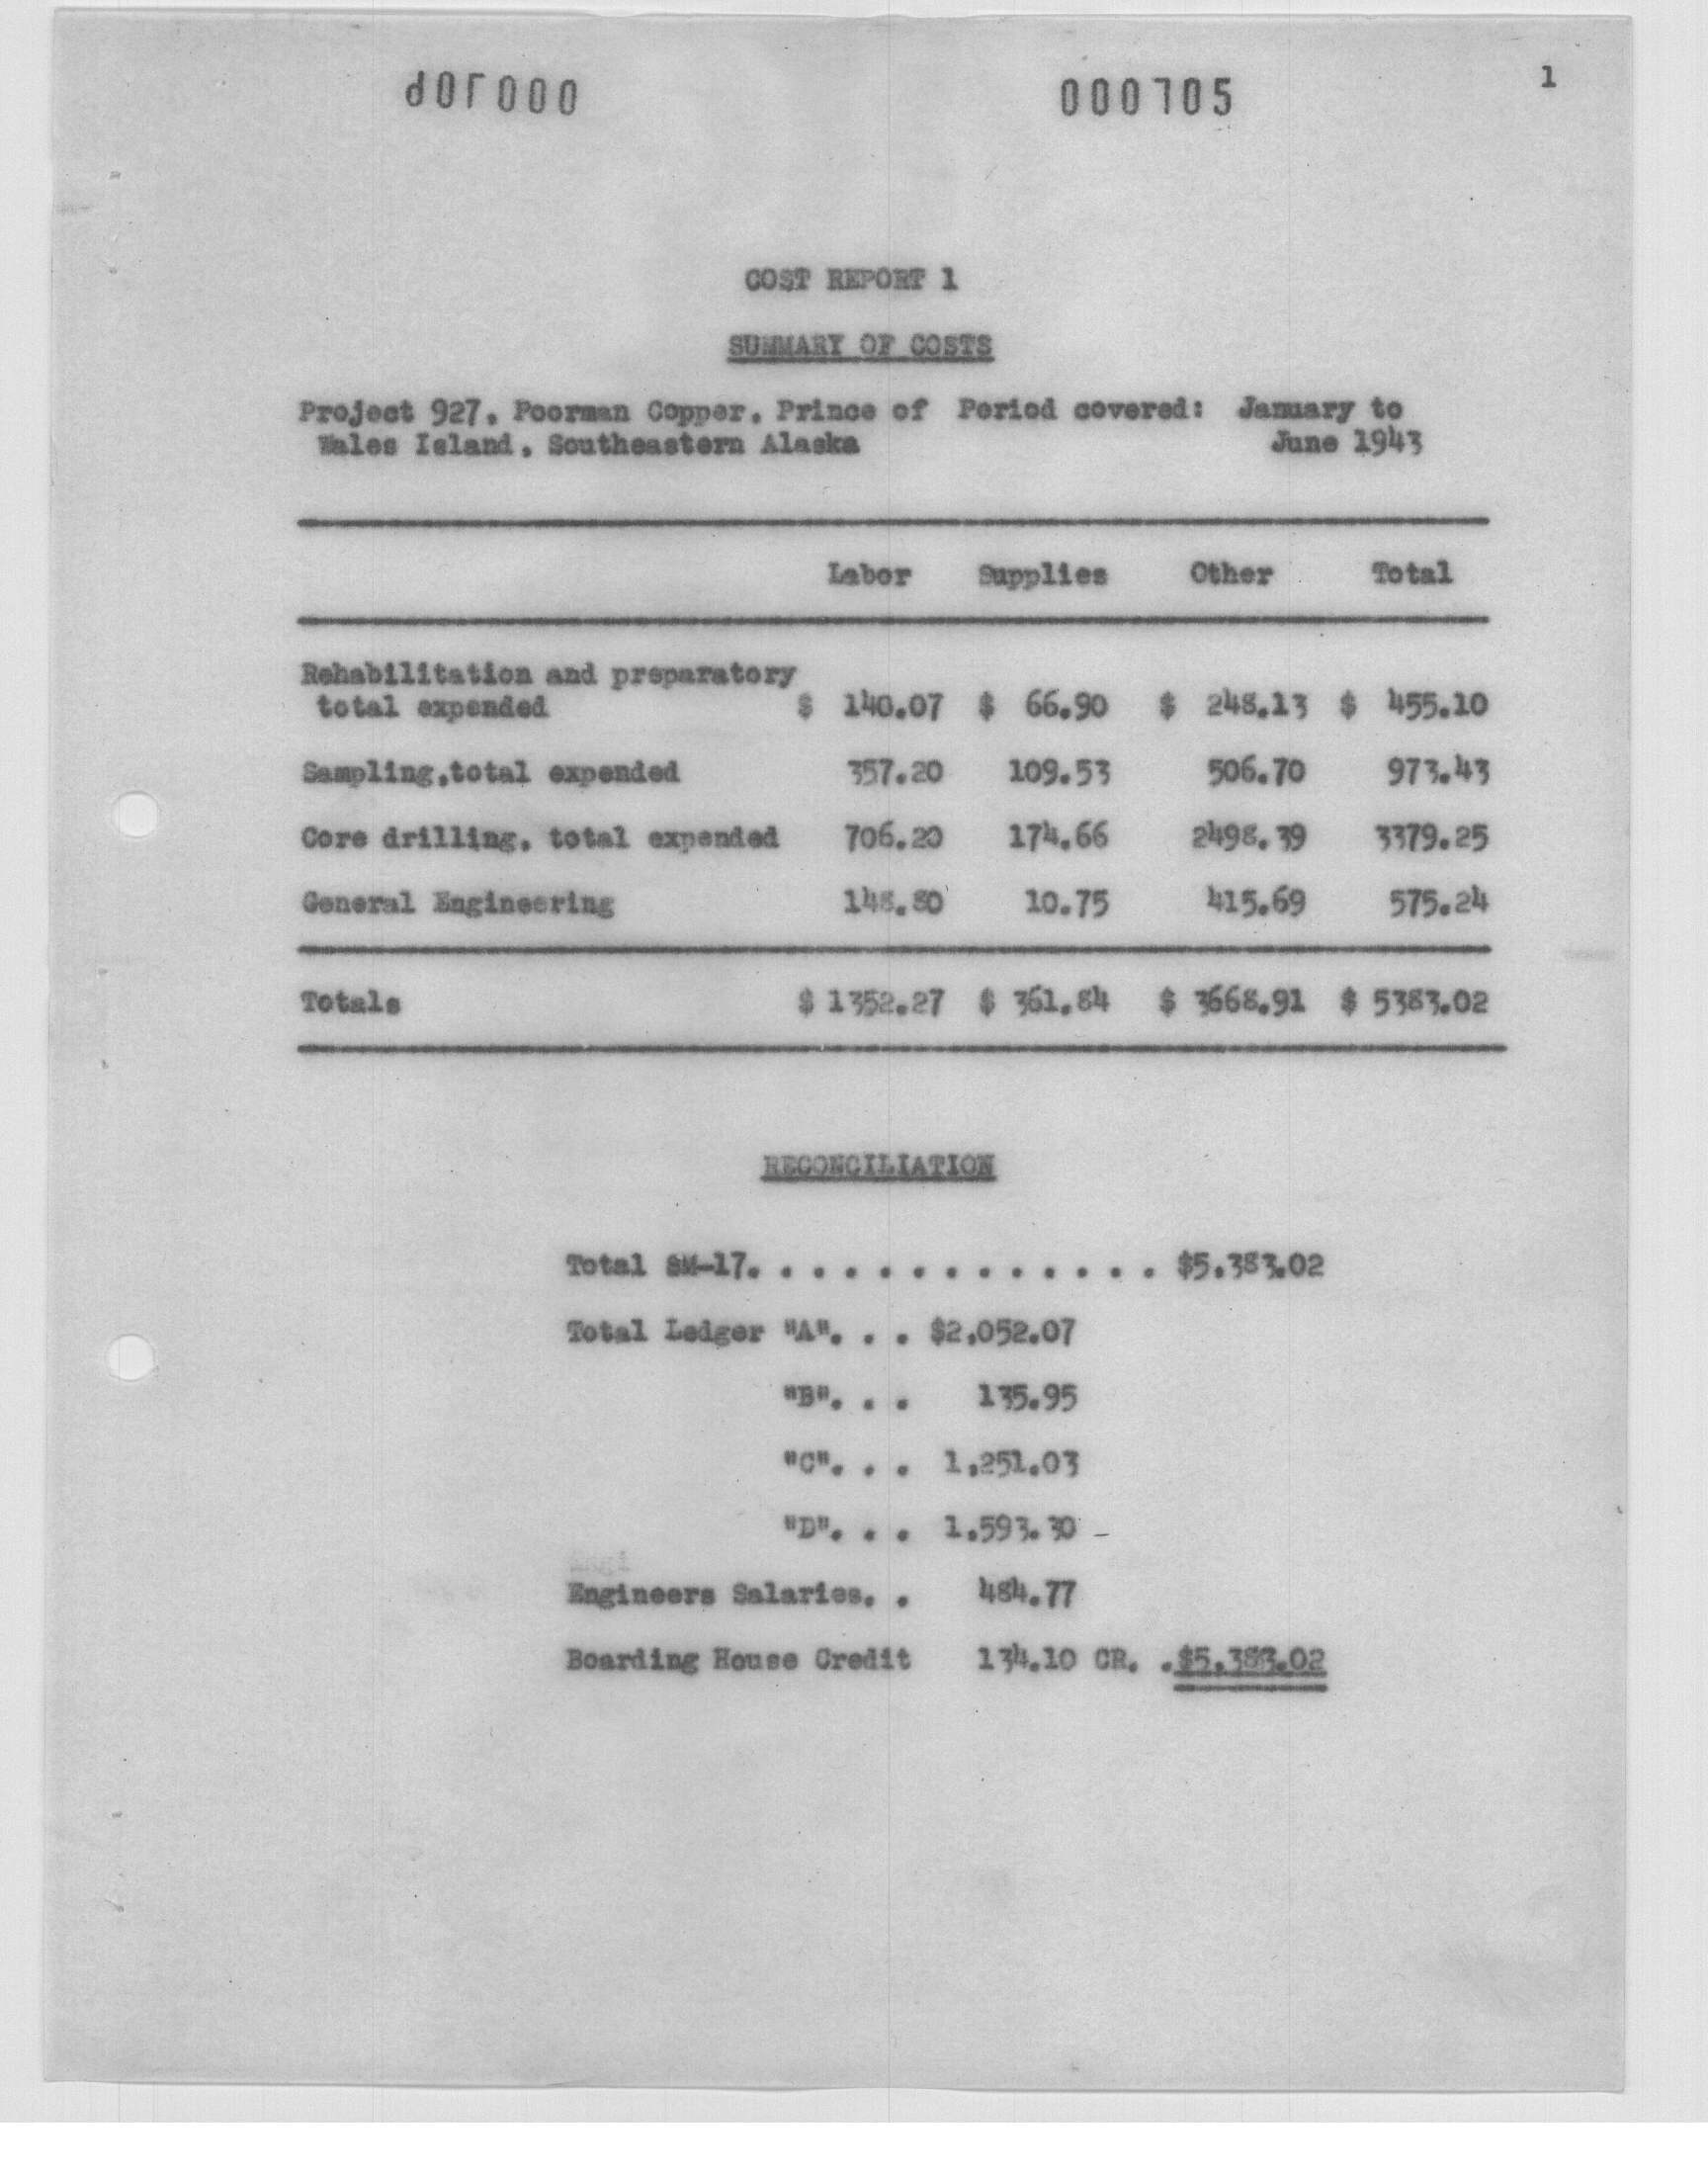 000105 1
COST REPORT 1
SUMMARY OF COSTS
Project 927, Poorman Copper, Prince of Period covered: January to
Wales Island, Southeastern Alaska June 1943
Labor Supplies Other Total
Rehabilitation and preparatory
total expended $ 140.07 $ 66.90 $ 248.13 $ 455.10
Sampling,total expended 357.20 109.53 506.70 973.43
Core drilling, total expended 706.20 174.66 2498.39 3379.25
General Engineering 148.80 10.75 415.69 575.24
Totals $ 1352.27 $ 361.84 $ 3668.91 $ 5383.02
RECONCILIATION
Total SM-17. . . . . . . . . . . . . $5,383.02
Total Ledger "A". . . $2,052.07
"B". . . 135.95
"C". . . 1,251.03
"D". . . 1,593.30 -
Engi
Engineers Salaries. . 484.77
Boarding House Credit 134.10 CR. .$5,383.02